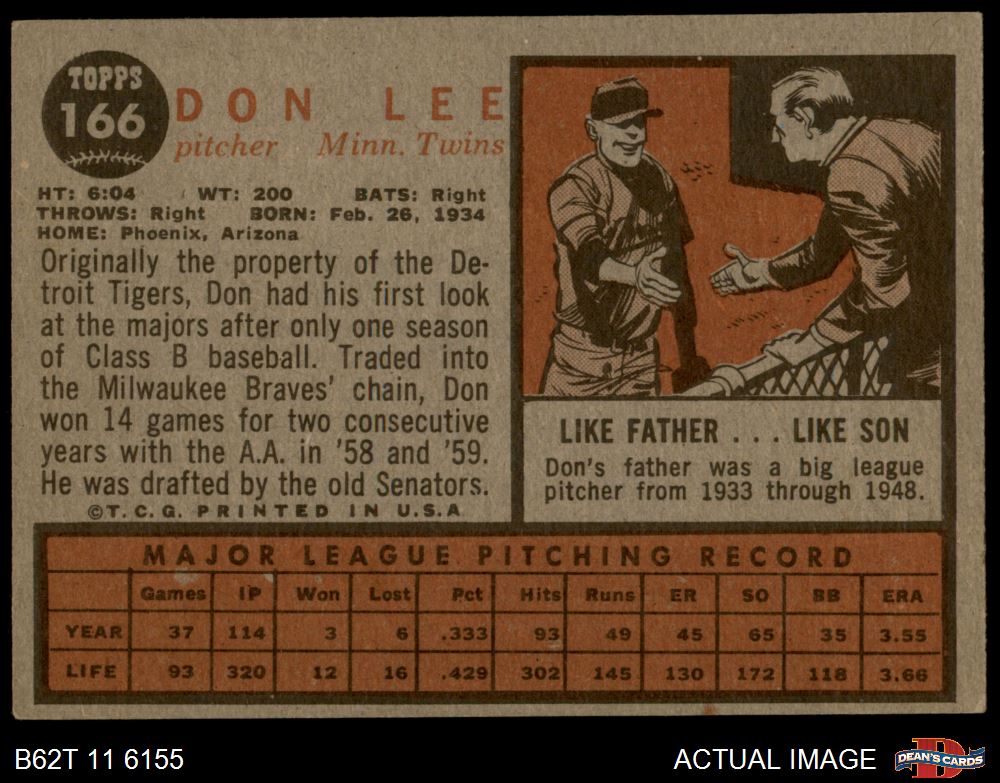 TOPPS
166
DON LEE
pitcher Minn. Twins
HT: 6:04 WT: 200 BATS: Right
THROWS: Right BORN: Feb. 26, 1934
HOME: Phoenix, Arizona
Originally the property of the De-
troit Tigers, Don had his first look
at the majors after only one season
of Class B baseball. Traded into
the Milwaukee Braves' chain, Don
won 14 games for two consecutive
years with the A.A. in '58 and '59.
He was drafted by the old Senators.
©T.C.G. PRINTED IN U.S.A
LIKE FATHER . . . LIKE SON
Don's father was a big league
pitcher from 1933 through 1948.
MAJOR LEAGUE PITCHING RECORD
Games IP Won Lost Pct Hits Runs ER SO BB ERA
YEAR 37 114 3 6 .333 93 49 45 65 35 3.55
LIFE 93 320 12 16 .429 302 145 130 172 118 3.66
B62T 11 6155 ACTUAL IMAGE DEAN'S CARDS